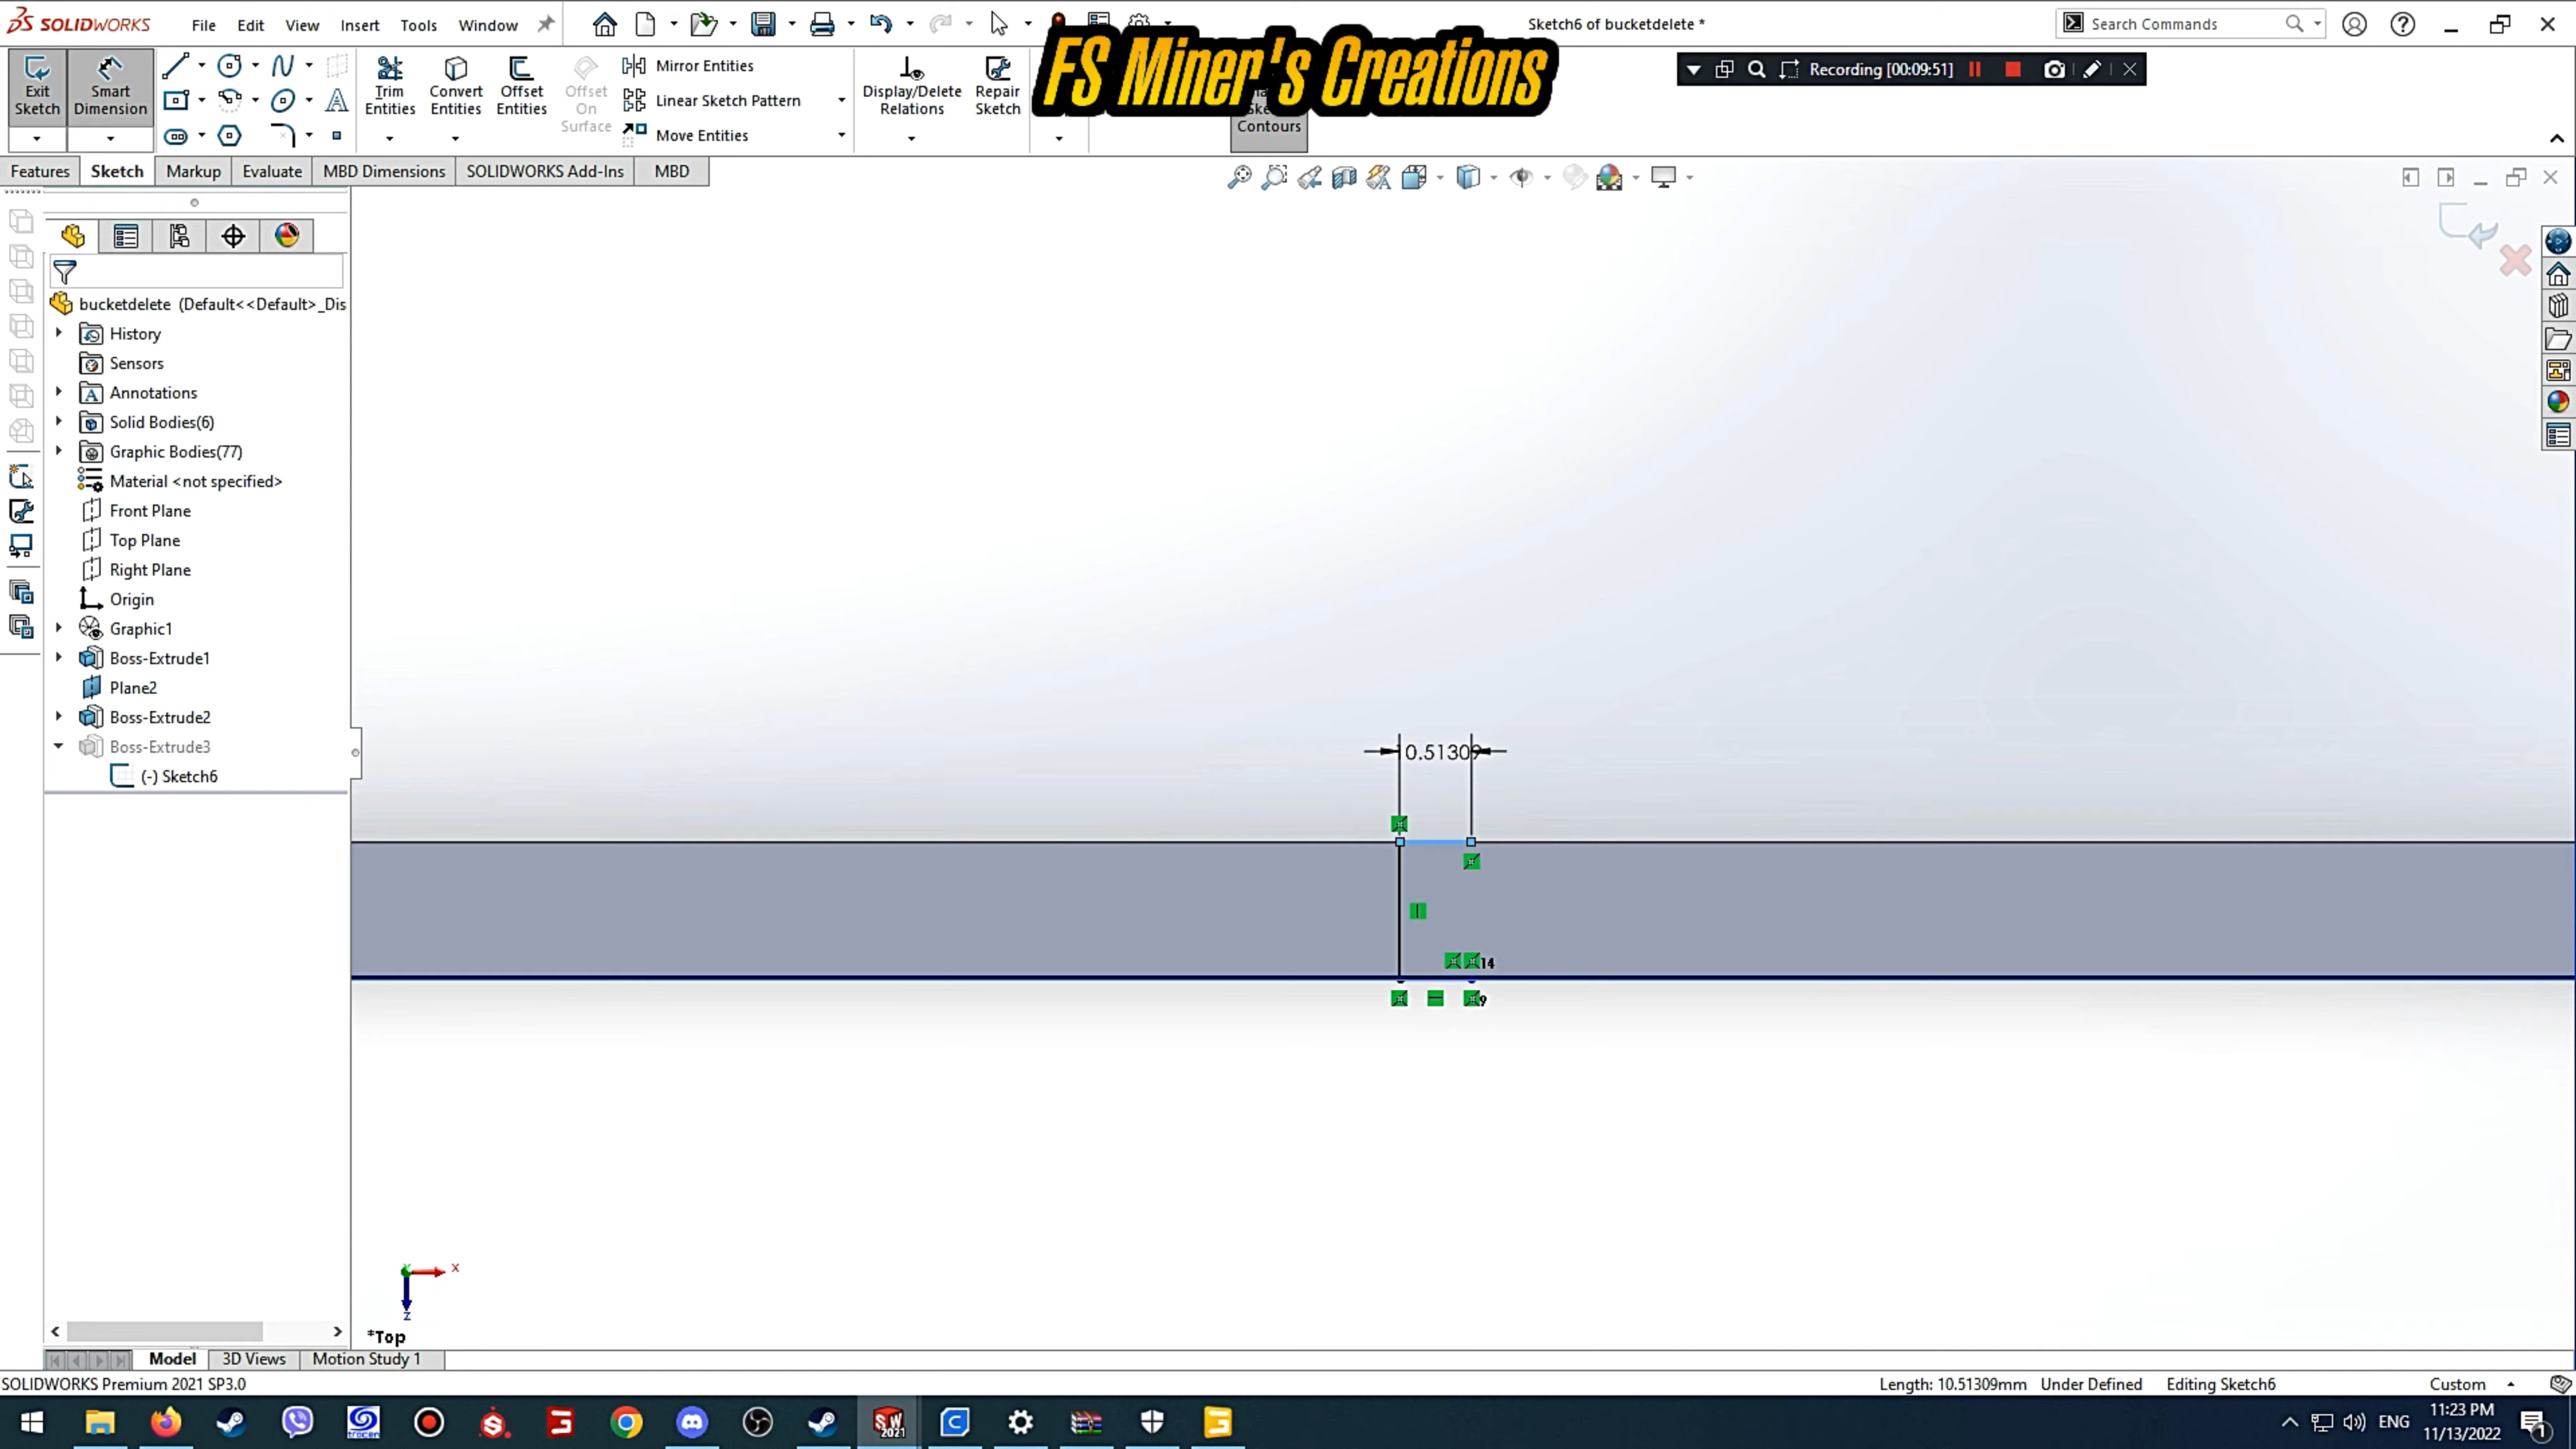 SOLIDWORKS
File
Edit
View
Insert
Tools
Window
Sketch6 of bucketdelete *
Search Commands
FS Miner's Creations
Recording [00:09:51]
Exit Sketch
Smart Dimension
Trim Entities
Convert Entities
Offset Entities
Offset On Surface
Mirror Entities
Linear Sketch Pattern
Move Entities
Display/Delete Relations
Repair Sketch
Contours
Features
Sketch
Markup
Evaluate
MBD Dimensions
SOLIDWORKS Add-Ins
MBD
bucketdelete (Default<<Default>_Dis
History
Sensors
Annotations
Solid Bodies(6)
Graphic Bodies(77)
Material <not specified>
Front Plane
Top Plane
Right Plane
Origin
Graphic1
Boss-Extrude1
Plane2
Boss-Extrude2
Boss-Extrude3
(-) Sketch6
10.51309
14
9
X
Z
*Top
Model
3D Views
Motion Study 1
SOLIDWORKS Premium 2021 SP3.0
Length: 10.51309mm
Under Defined
Editing Sketch6
Custom
SW 2021
ENG
11:23 PM
11/13/2022
1